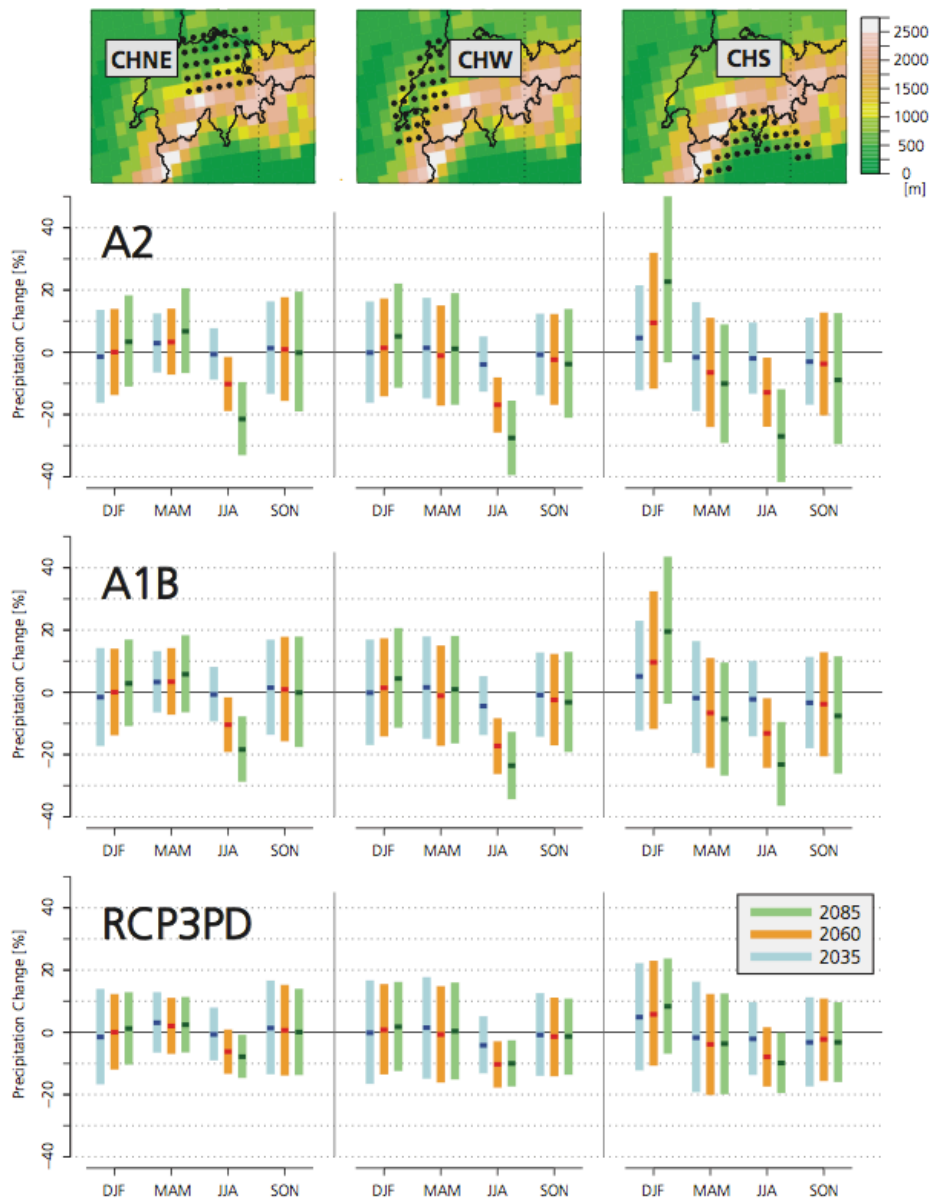 CHNE
CHW
CHS
2500
2000
1500
1000
500
0
[m]
A2
Precipitation Change [%]
40
20
0
−20
−40
DJF MAM JJA SON DJF MAM JJA SON DJF MAM JJA SON
A1B
Precipitation Change [%]
40
20
0
−20
−40
DJF MAM JJA SON DJF MAM JJA SON DJF MAM JJA SON
RCP3PD
2085
2060
2035
Precipitation Change [%]
40
20
0
−20
−40
DJF MAM JJA SON DJF MAM JJA SON DJF MAM JJA SON